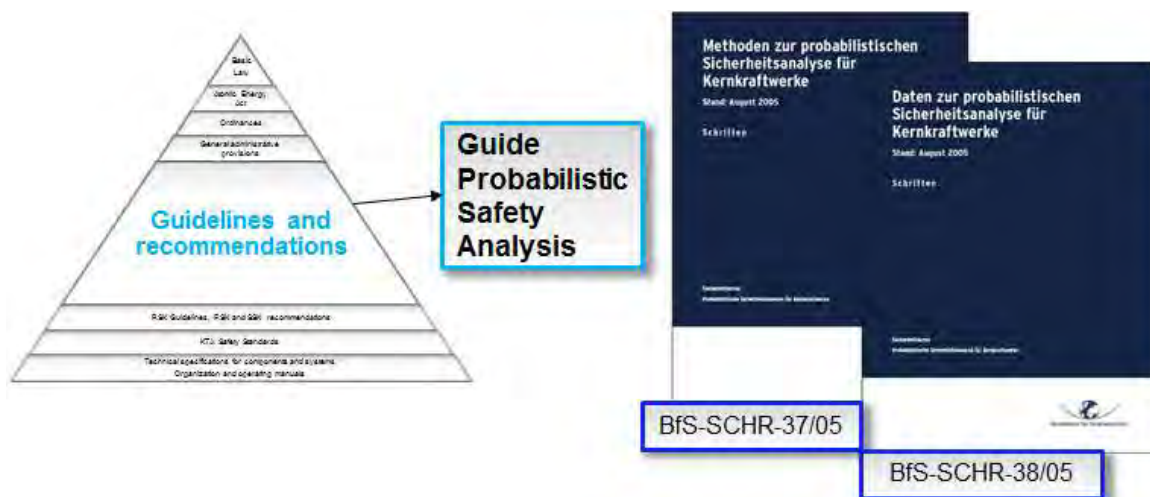 Basic
Law
Atomic Energy
Act
Ordinances
General administrative
provisions
Guidelines and
recommendations
RSK Guidelines, RSK and SSK recommendations
KTA Safety Standards
Technical specifications for components and systems
Organization and operating manuals
Guide
Probabilistic
Safety
Analysis
Methoden zur probabilistischen
Sicherheitsanalyse für
Kernkraftwerke
Stand: August 2005
Schriften
BfS-SCHR-37/05
Daten zur probabilistischen
Sicherheitsanalyse für
Kernkraftwerke
Stand: August 2005
Schriften
BfS-SCHR-38/05